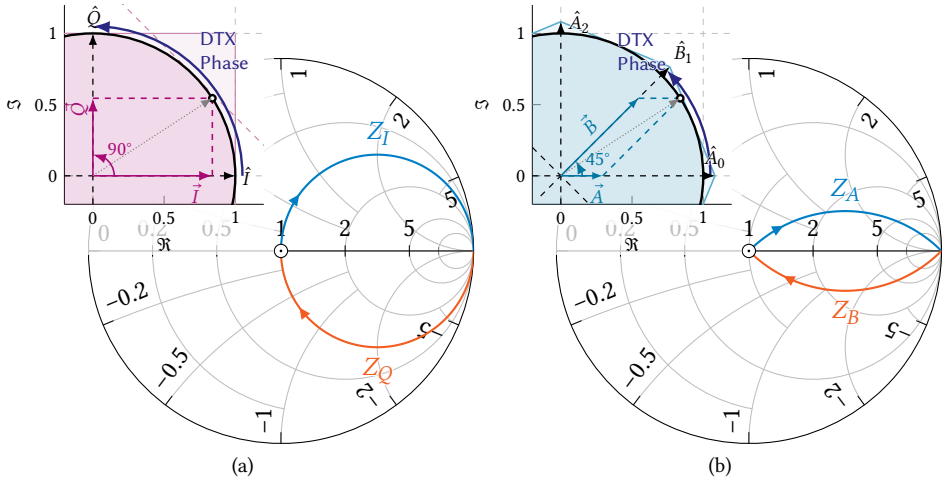 Q̂
1
DTX
Phase
1
ℑ
0.5
Q⃗
90°
2
Z_I
I⃗
Î
0
0
0.5
1
5
0
0.2
0.5
1
2
5
ℜ
−0.2
−0.5
−1
−2
−5
Z_Q
(a)
Â₂
1
DTX
Phase
B̂₁
1
ℑ
0.5
B⃗
45°
2
Â₀
A⃗
0
0
0.5
1
Z_A
5
0
0.2
0.5
1
2
5
ℜ
−0.2
−0.5
−1
−2
−5
Z_B
(b)